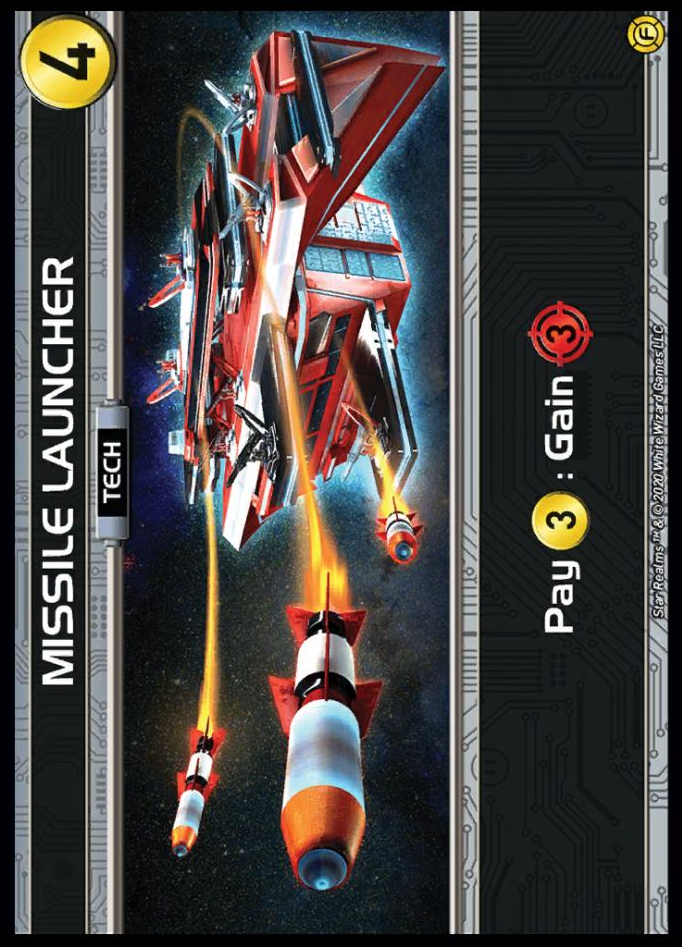 MISSILE LAUNCHER
4
TECH
Pay 3 : Gain 3
Star Realms™ & © 2020 White Wizard Games LLC
F